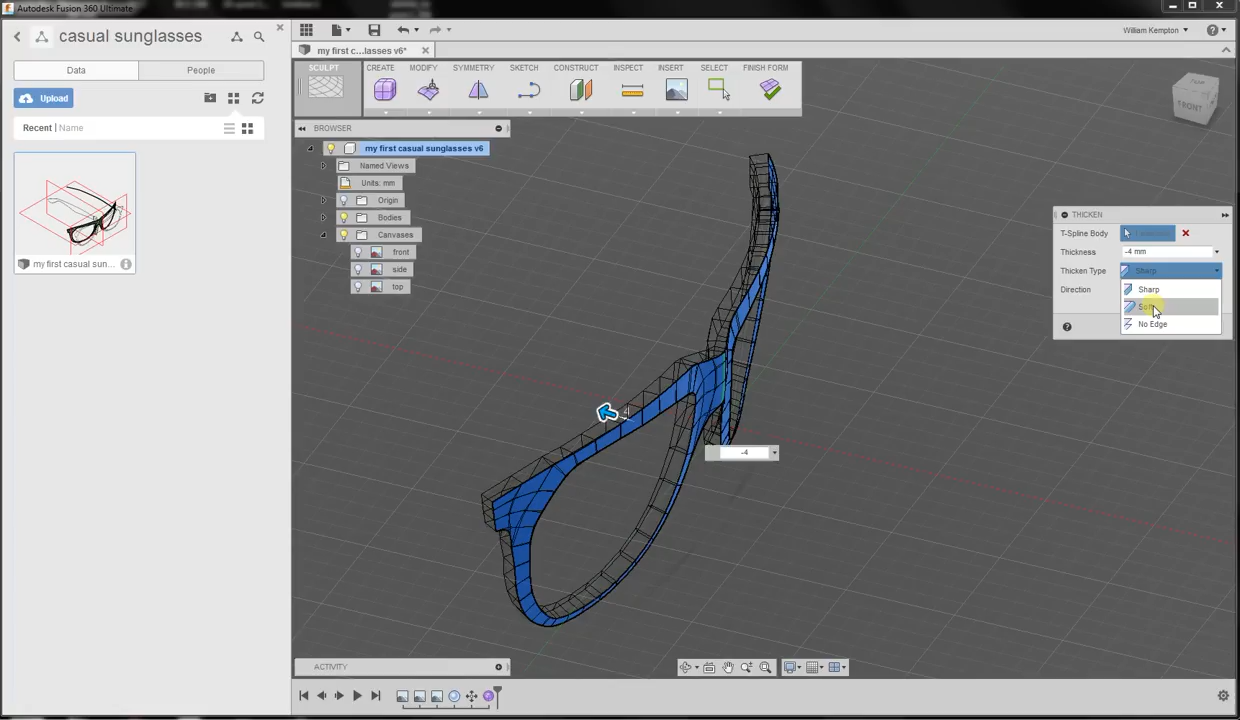 Autodesk Fusion 360 Ultimate
casual sunglasses
Data
People
Upload
Recent | Name
my first casual sun...
my first c...lasses v6*
William Kempton
SCULPT
CREATE
MODIFY
SYMMETRY
SKETCH
CONSTRUCT
INSPECT
INSERT
SELECT
FINISH FORM
BROWSER
my first casual sunglasses v6
Named Views
Units: mm
Origin
Bodies
Canvases
front
side
top
FRONT
THICKEN
T-Spline Body
Thickness
-4 mm
Thicken Type
Sharp
Direction
Sharp
No Edge
4
-4
ACTIVITY